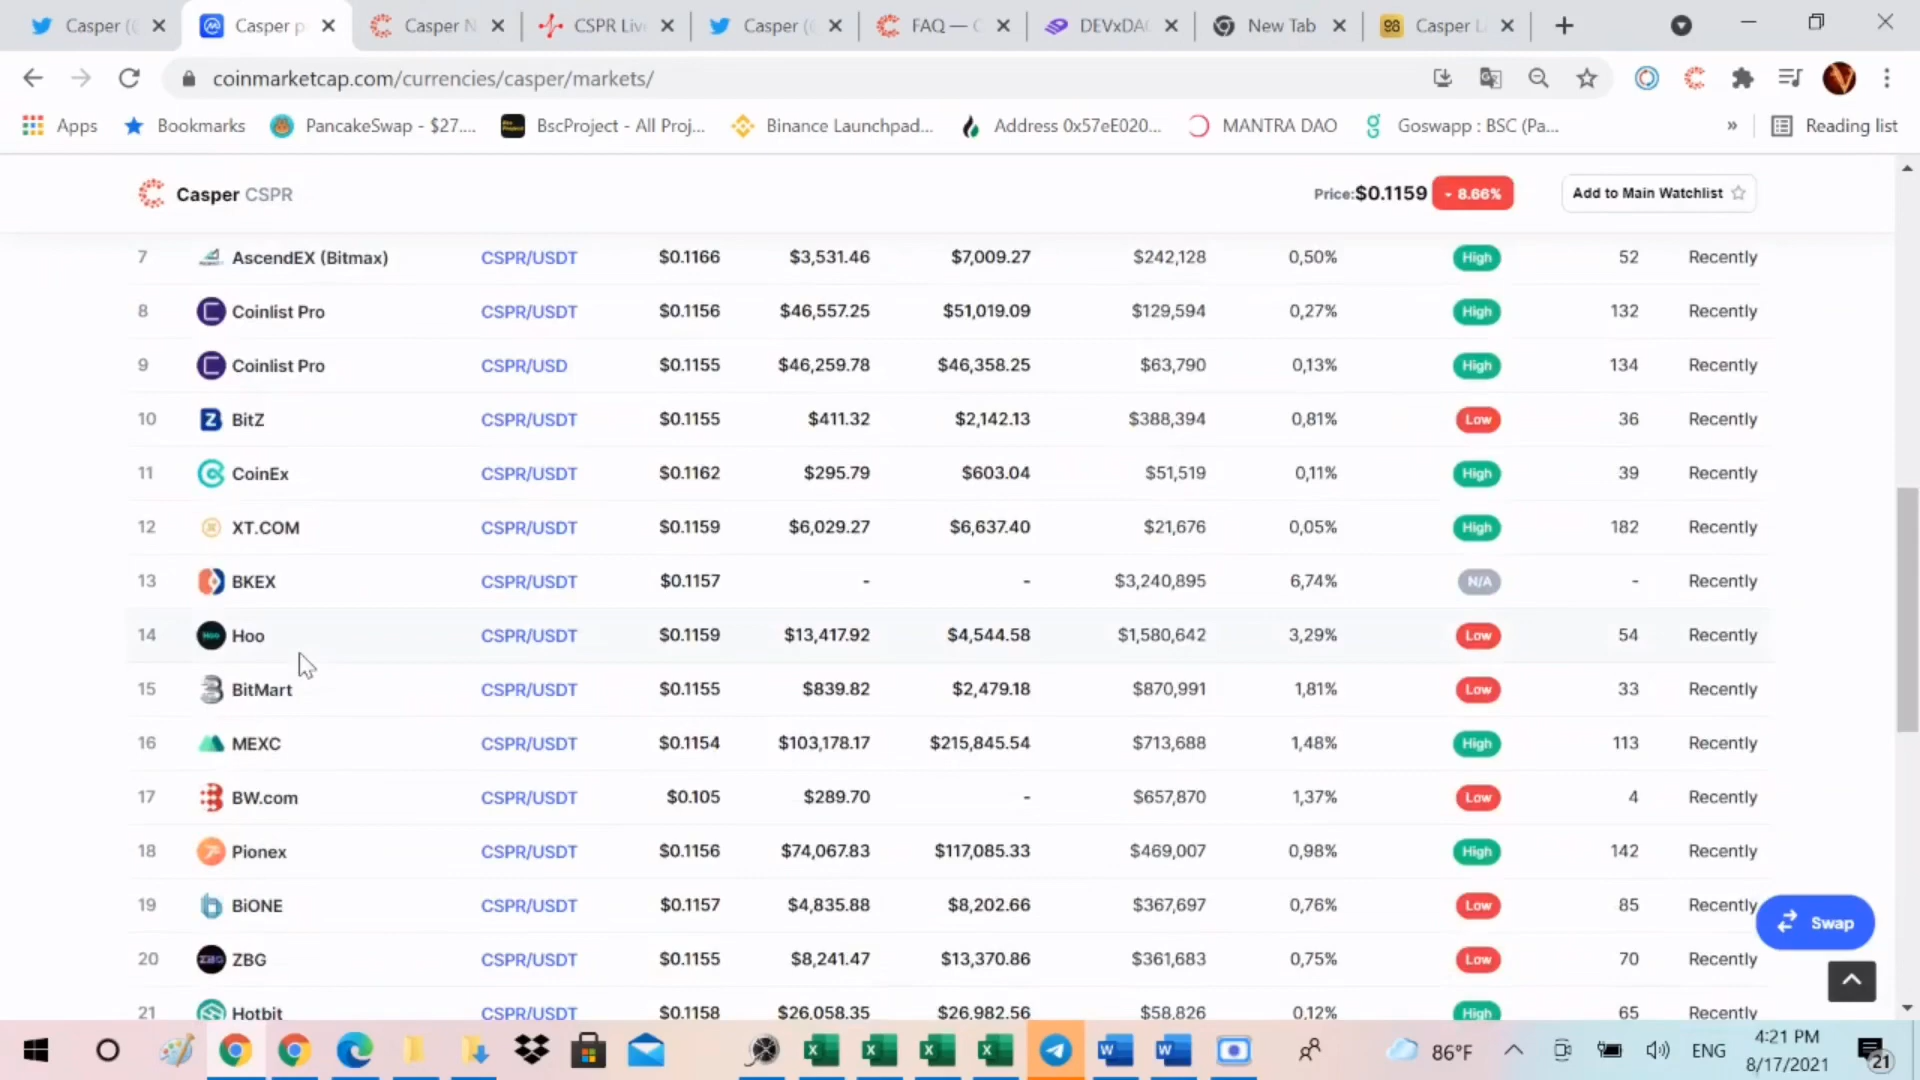 Casper (
Casper p
Casper N
CSPR Liv
Casper (
FAQ — C
DEVxDAO
New Tab
Casper L
coinmarketcap.com/currencies/casper/markets/
Apps
Bookmarks
PancakeSwap - $27....
BscProject - All Proj...
Binance Launchpad...
Address 0x57eE020...
MANTRA DAO
Goswapp : BSC (Pa...
»
Reading list
Casper CSPR
Price:$0.1159 - 8.66% Add to Main Watchlist
7 AscendEX (Bitmax) CSPR/USDT $0.1166 $3,531.46 $7,009.27 $242,128 0,50% High 52 Recently
8 Coinlist Pro CSPR/USDT $0.1156 $46,557.25 $51,019.09 $129,594 0,27% High 132 Recently
9 Coinlist Pro CSPR/USD $0.1155 $46,259.78 $46,358.25 $63,790 0,13% High 134 Recently
10 BitZ CSPR/USDT $0.1155 $411.32 $2,142.13 $388,394 0,81% Low 36 Recently
11 CoinEx CSPR/USDT $0.1162 $295.79 $603.04 $51,519 0,11% High 39 Recently
12 XT.COM CSPR/USDT $0.1159 $6,029.27 $6,637.40 $21,676 0,05% High 182 Recently
13 BKEX CSPR/USDT $0.1157 - - $3,240,895 6,74% N/A - Recently
14 Hoo CSPR/USDT $0.1159 $13,417.92 $4,544.58 $1,580,642 3,29% Low 54 Recently
15 BitMart CSPR/USDT $0.1155 $839.82 $2,479.18 $870,991 1,81% Low 33 Recently
16 MEXC CSPR/USDT $0.1154 $103,178.17 $215,845.54 $713,688 1,48% High 113 Recently
17 BW.com CSPR/USDT $0.105 $289.70 - $657,870 1,37% Low 4 Recently
18 Pionex CSPR/USDT $0.1156 $74,067.83 $117,085.33 $469,007 0,98% High 142 Recently
19 BiONE CSPR/USDT $0.1157 $4,835.88 $8,202.66 $367,697 0,76% Low 85 Recently
20 ZBG CSPR/USDT $0.1155 $8,241.47 $13,370.86 $361,683 0,75% Low 70 Recently
21 Hotbit CSPR/USDT $0.1158 $26,058.35 $26,982.56 $58,826 0,12% High 65 Recently
Swap
86°F
ENG
4:21 PM
8/17/2021
21